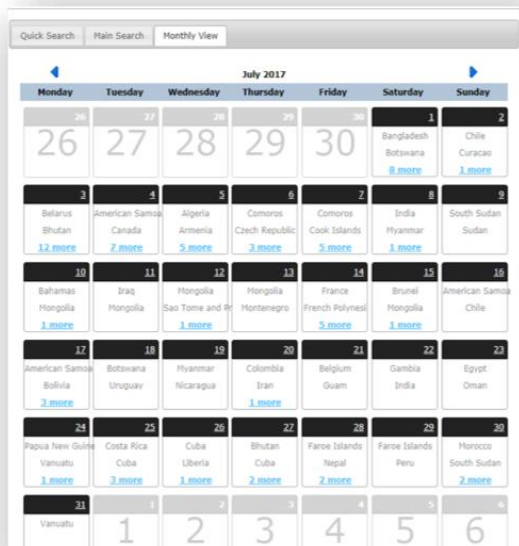 Quick Search Main Search Monthly View
July 2017
Monday Tuesday Wednesday Thursday Friday Saturday Sunday
26 27 28 29 30 1 2
26 27 28 29 30 Bangladesh Chile
Botswana Curacao
8 more 1 more
3 4 5 6 7 8 9
Belarus American Samoa Algeria Comoros Comoros India South Sudan
Bhutan Canada Armenia Czech Republic Cook Islands Myanmar Sudan
12 more 7 more 5 more 3 more 5 more 1 more
10 11 12 13 14 15 16
Bahamas Iraq Mongolia Mongolia France Brunei American Samoa
Mongolia Mongolia Sao Tome and Pr Montenegro French Polynesi Mongolia Chile
1 more 1 more 5 more 1 more
17 18 19 20 21 22 23
American Samoa Botswana Myanmar Colombia Belgium Gambia Egypt
Bolivia Uruguay Nicaragua Iran Guam India Oman
3 more 1 more
24 25 26 27 28 29 30
Papua New Guine Costa Rica Cuba Bhutan Faroe Islands Faroe Islands Morocco
Vanuatu Cuba Liberia Cuba Nepal Peru South Sudan
1 more 3 more 1 more 2 more 2 more 2 more
31 1 2 3 4 5 6
Vanuatu 1 2 3 4 5 6